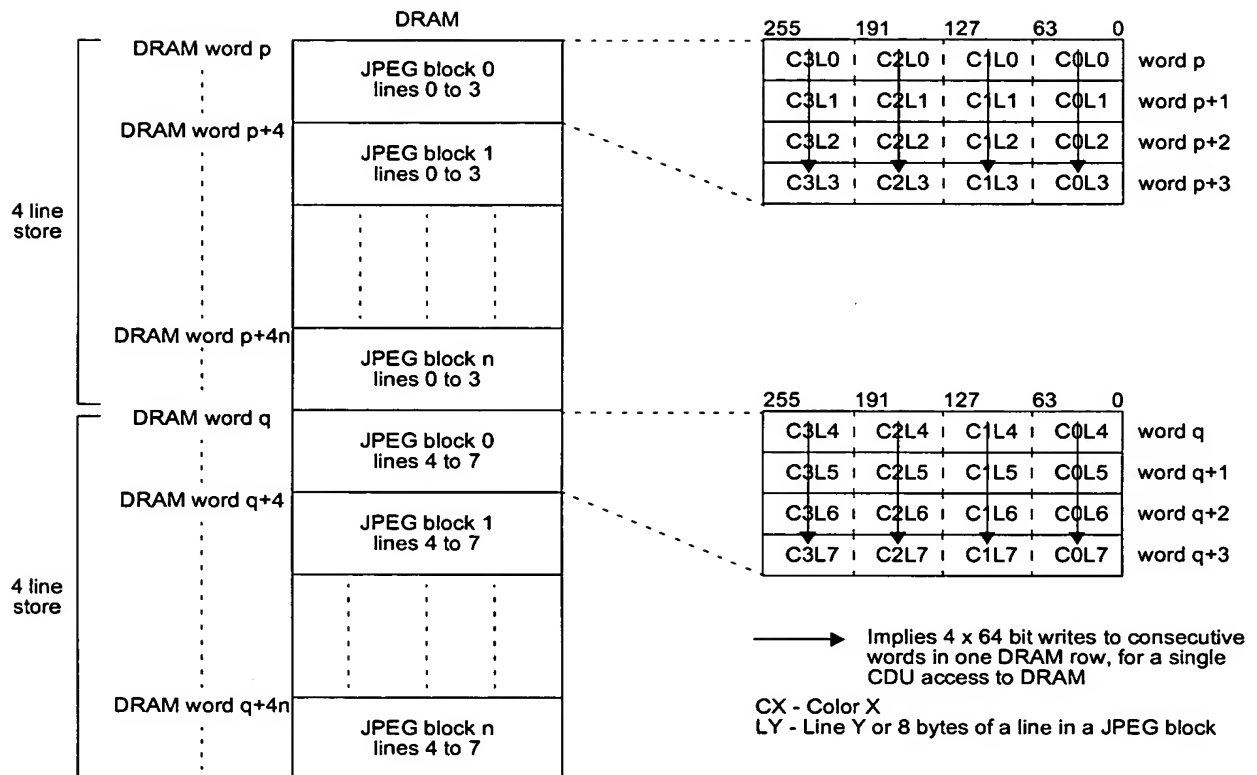 DRAM
DRAM word p
JPEG block 0
lines 0 to 3
DRAM word p+4
JPEG block 1
lines 0 to 3
4 line
store
DRAM word p+4n
JPEG block n
lines 0 to 3
DRAM word q
JPEG block 0
lines 4 to 7
DRAM word q+4
JPEG block 1
lines 4 to 7
4 line
store
DRAM word q+4n
JPEG block n
lines 4 to 7
255 191 127 63 0
C3L0 C2L0 C1L0 C0L0 word p
C3L1 C2L1 C1L1 C0L1 word p+1
C3L2 C2L2 C1L2 C0L2 word p+2
C3L3 C2L3 C1L3 C0L3 word p+3
255 191 127 63 0
C3L4 C2L4 C1L4 C0L4 word q
C3L5 C2L5 C1L5 C0L5 word q+1
C3L6 C2L6 C1L6 C0L6 word q+2
C3L7 C2L7 C1L7 C0L7 word q+3
Implies 4 x 64 bit writes to consecutive
words in one DRAM row, for a single
CDU access to DRAM
CX - Color X
LY - Line Y or 8 bytes of a line in a JPEG block